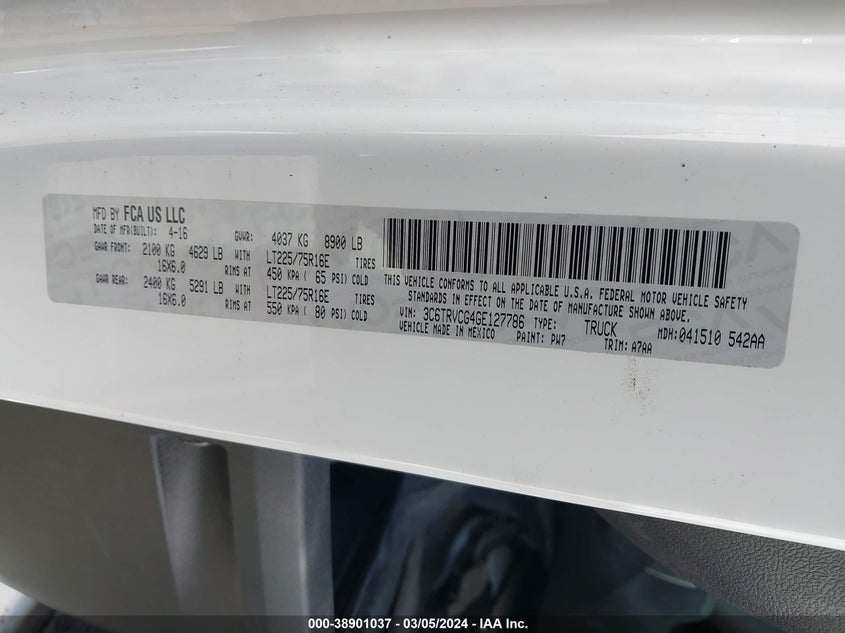 MFD BY FCA US LLC
DATE OF MFR(BUILT): 4-16 GVWR: 4037 KG 8900 LB
GAWR FRONT: 2100 KG 4629 LB WITH LT225/75R16E TIRES
16X6.0 RIMS AT 450 KPA ( 65 PSI) COLD
GAWR REAR: 2400 KG 5291 LB WITH LT225/75R16E TIRES
16X6.0 RIMS AT 550 KPA ( 80 PSI) COLD
THIS VEHICLE CONFORMS TO ALL APPLICABLE U.S.A. FEDERAL MOTOR VEHICLE SAFETY
STANDARDS IN EFFECT ON THE DATE OF MANUFACTURE SHOWN ABOVE.
VIN: 3C6TRVCG4GE127786 TYPE: TRUCK MDH:041510 542AA
VEHICLE MADE IN MEXICO PAINT: PW7 TRIM: A7AA
000-38901037 - 03/05/2024 - IAA Inc.